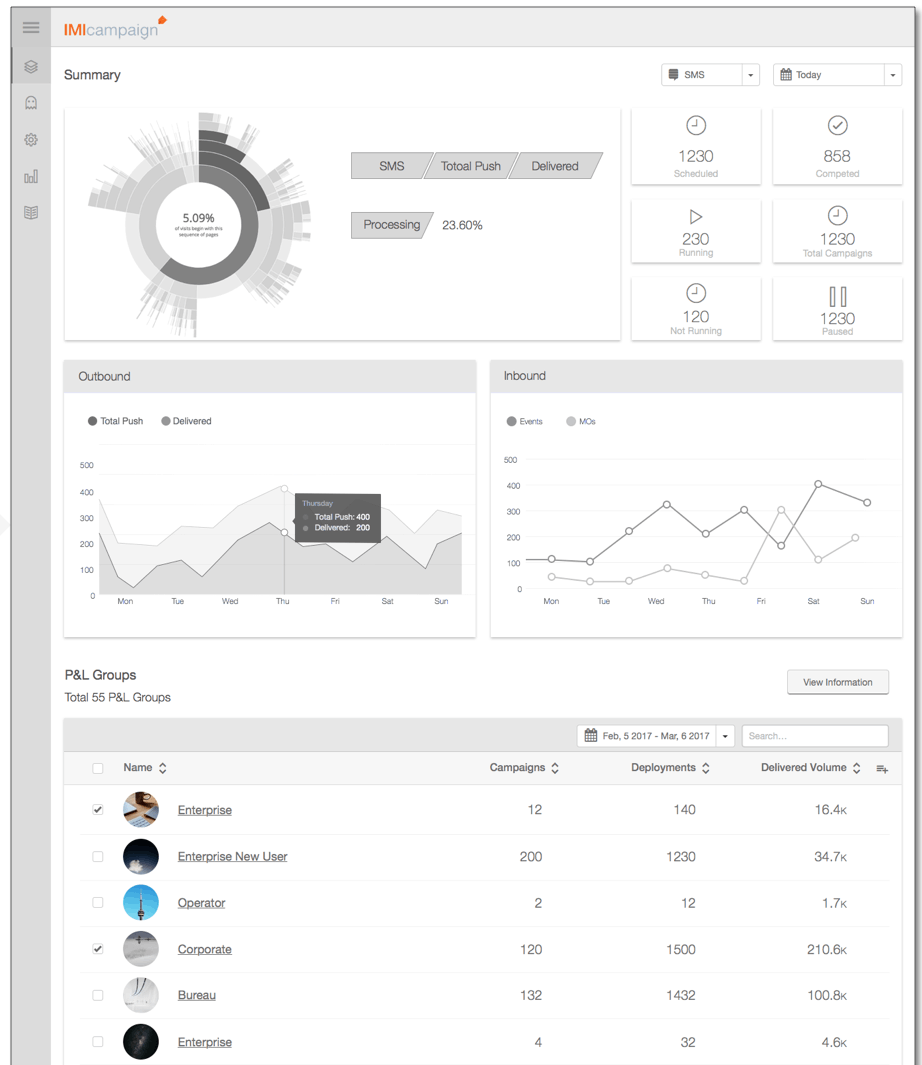 IMIcampaign
Summary
SMS
Today
5.09%
of visits begin with this
sequence of pages
SMS
Totoal Push
Delivered
Processing
23.60%
1230
Scheduled
858
Competed
230
Running
1230
Total Campaigns
120
Not Running
1230
Paused
Outbound
Total Push
Delivered
500
400
300
200
100
0
Thursday
Total Push: 400
Delivered: 200
Mon Tue Wed Thu Fri Sat Sun
Inbound
Events
MOs
500
400
300
200
100
0
Mon Tue Wed Thu Fri Sat Sun
P&L Groups
Total 55 P&L Groups
View Information
Feb, 5 2017 - Mar, 6 2017
Search...
Name Campaigns Deployments Delivered Volume
Enterprise 12 140 16.4K
Enterprise New User 200 1230 34.7K
Operator 2 12 1.7K
Corporate 120 1500 210.6K
Bureau 132 1432 100.8K
Enterprise 4 32 4.6K